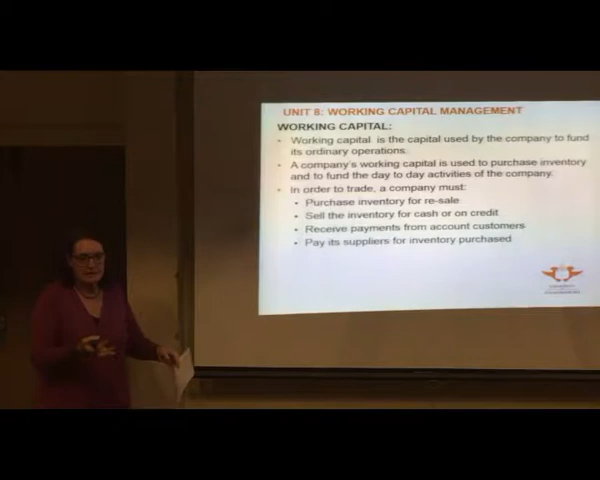 UNIT 8: WORKING CAPITAL MANAGEMENT
WORKING CAPITAL:
• Working capital is the capital used by the company to fund
its ordinary operations.
• A company's working capital is used to purchase inventory
and to fund the day to day activities of the company.
• In order to trade, a company must:
• Purchase inventory for re-sale
• Sell the inventory for cash or on credit
• Receive payments from account customers
• Pay its suppliers for inventory purchased